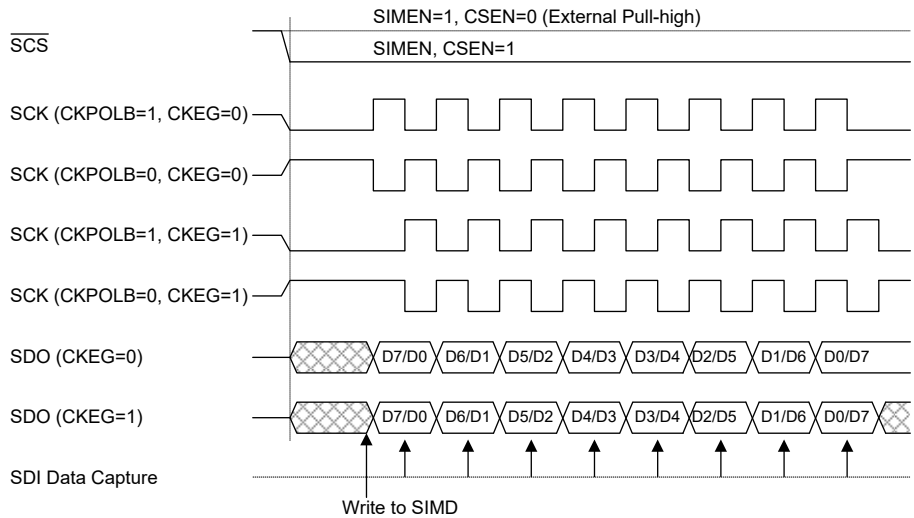 SIMEN=1, CSEN=0 (External Pull-high)
SCS
SIMEN, CSEN=1
SCK (CKPOLB=1, CKEG=0)
SCK (CKPOLB=0, CKEG=0)
SCK (CKPOLB=1, CKEG=1)
SCK (CKPOLB=0, CKEG=1)
SDO (CKEG=0) D7/D0 D6/D1 D5/D2 D4/D3 D3/D4 D2/D5 D1/D6 D0/D7
SDO (CKEG=1) D7/D0 D6/D1 D5/D2 D4/D3 D3/D4 D2/D5 D1/D6 D0/D7
SDI Data Capture
Write to SIMD